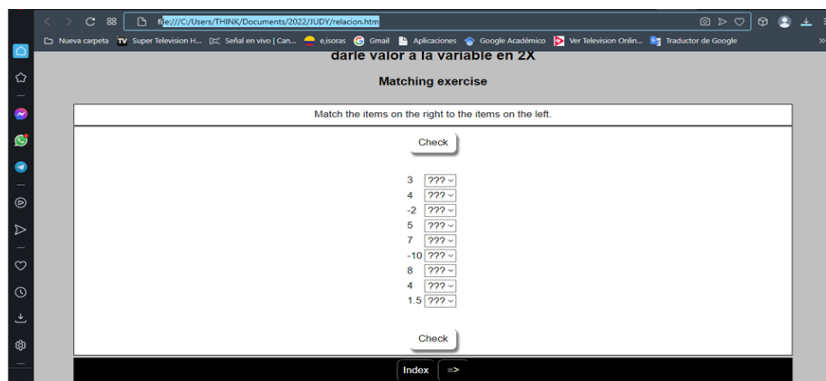 file:///C:/Users/THINK/Documents/2022/JUDY/relacion.htm
Nueva carpeta TV Super Television H... Señal en vivo | Can... e,isoras Gmail Aplicaciones Google Académico Ver Television Onlin... Traductor de Google »
darle valor a la variable en 2X
Matching exercise
Match the items on the right to the items on the left.
Check
3 ???
4 ???
-2 ???
5 ???
7 ???
-10 ???
8 ???
4 ???
1.5 ???
Check
Index =>